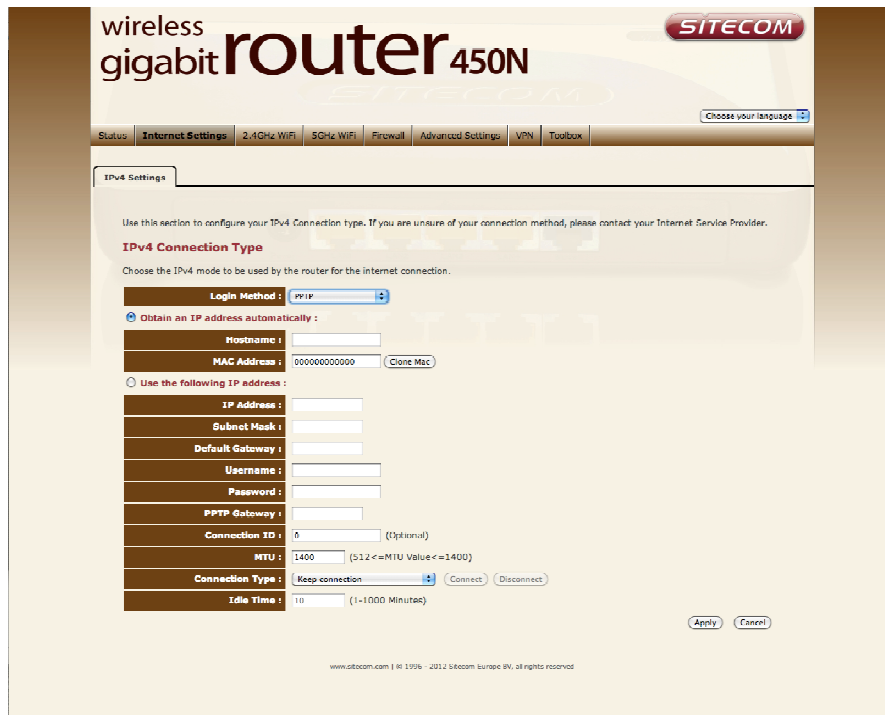 wireless
gigabit router 450N
SITECOM
SITECOM
Choose your language
Status Internet Settings 2.4GHz WiFi 5GHz WiFi Firewall Advanced Settings VPN Toolbox
IPv4 Settings
Use this section to configure your IPv4 Connection type. If you are unsure of your connection method, please contact your Internet Service Provider.
IPv4 Connection Type
Choose the IPv4 mode to be used by the router for the internet connection.
Login Method : PPTP
Obtain an IP address automatically :
Hostname :
MAC Address : 000000000000 Clone Mac
Use the following IP address :
IP Address :
Subnet Mask :
Default Gateway :
Username :
Password :
PPTP Gateway :
Connection ID : 0 (Optional)
MTU : 1400 (512<=MTU Value<=1400)
Connection Type : Keep connection Connect Disconnect
Idle Time : 10 (1-1000 Minutes)
Apply Cancel
www.sitecom.com | © 1996 - 2012 Sitecom Europe BV, all rights reserved